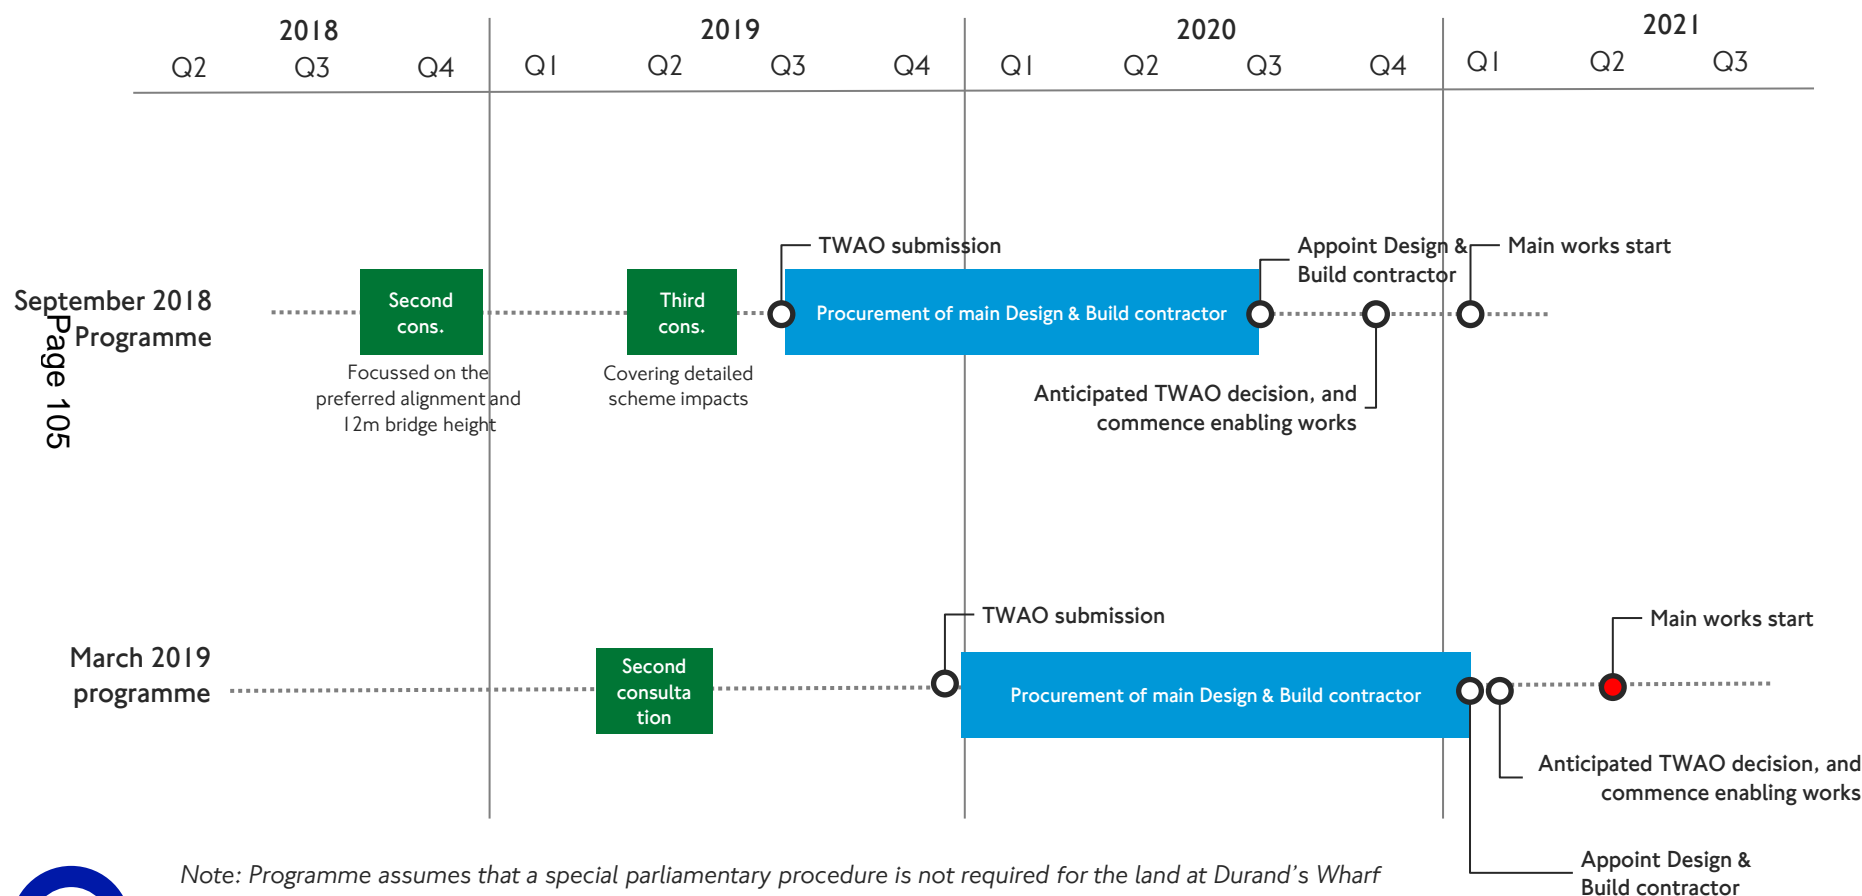 2018
2019
2020
2021
Q2
Q3
Q4
Q1
Q2
Q3
Q4
Q1
Q2
Q3
Q4
Q1
Q2
Q3
TWAO submission
Appoint Design &
Build contractor
Main works start
September 2018
Programme
Second
cons.
Third
cons.
Procurement of main Design & Build contractor
Focussed on the
preferred alignment and
12m bridge height
Covering detailed
scheme impacts
Anticipated TWAO decision, and
commence enabling works
Page 105
TWAO submission
Main works start
March 2019
programme
Second
consulta
tion
Procurement of main Design & Build contractor
Anticipated TWAO decision, and
commence enabling works
Appoint Design &
Build contractor
Note: Programme assumes that a special parliamentary procedure is not required for the land at Durand's Wharf